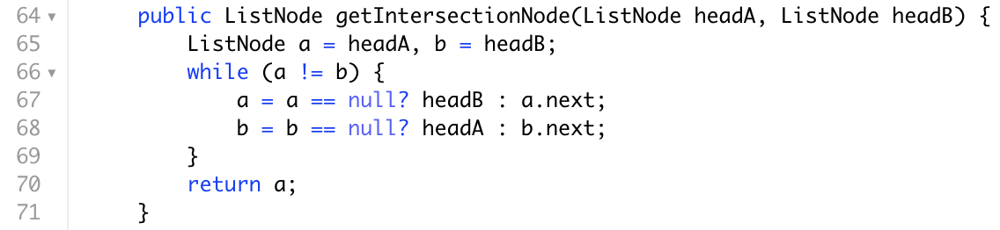 64 ▼ public ListNode getIntersectionNode(ListNode headA, ListNode headB) {
65 ListNode a = headA, b = headB;
66 ▼ while (a != b) {
67 a = a == null? headB : a.next;
68 b = b == null? headA : b.next;
69 }
70 return a;
71 }